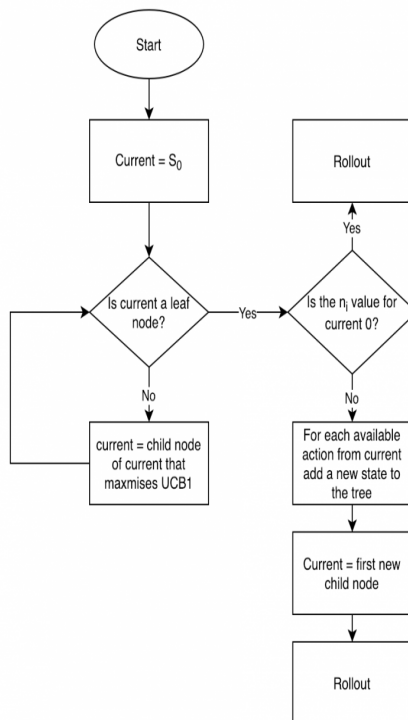 Start
Current = S₀
Rollout
Yes
Is current a leaf
node?
Yes
Is the nᵢ value for
current 0?
No
No
current = child node
of current that
maxmises UCB1
For each available
action from current
add a new state to
the tree
Current = first new
child node
Rollout